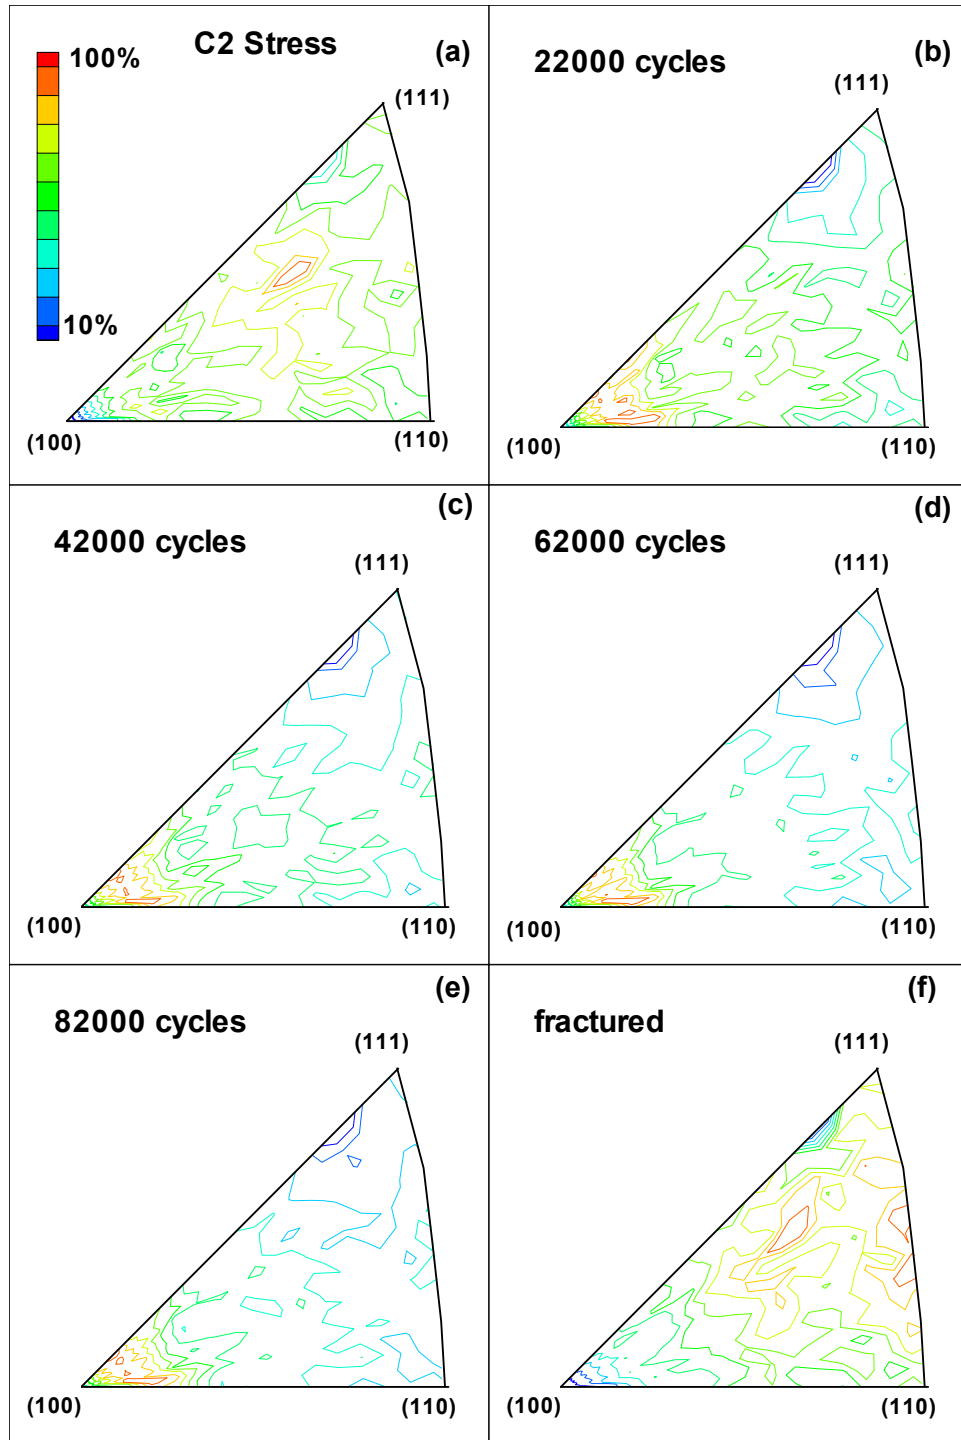 C2 Stress
(a)
100%
10%
(111)
(100)
(110)
22000 cycles
(b)
(111)
(100)
(110)
42000 cycles
(c)
(111)
(100)
(110)
62000 cycles
(d)
(111)
(100)
(110)
82000 cycles
(e)
(111)
(100)
(110)
fractured
(f)
(111)
(100)
(110)